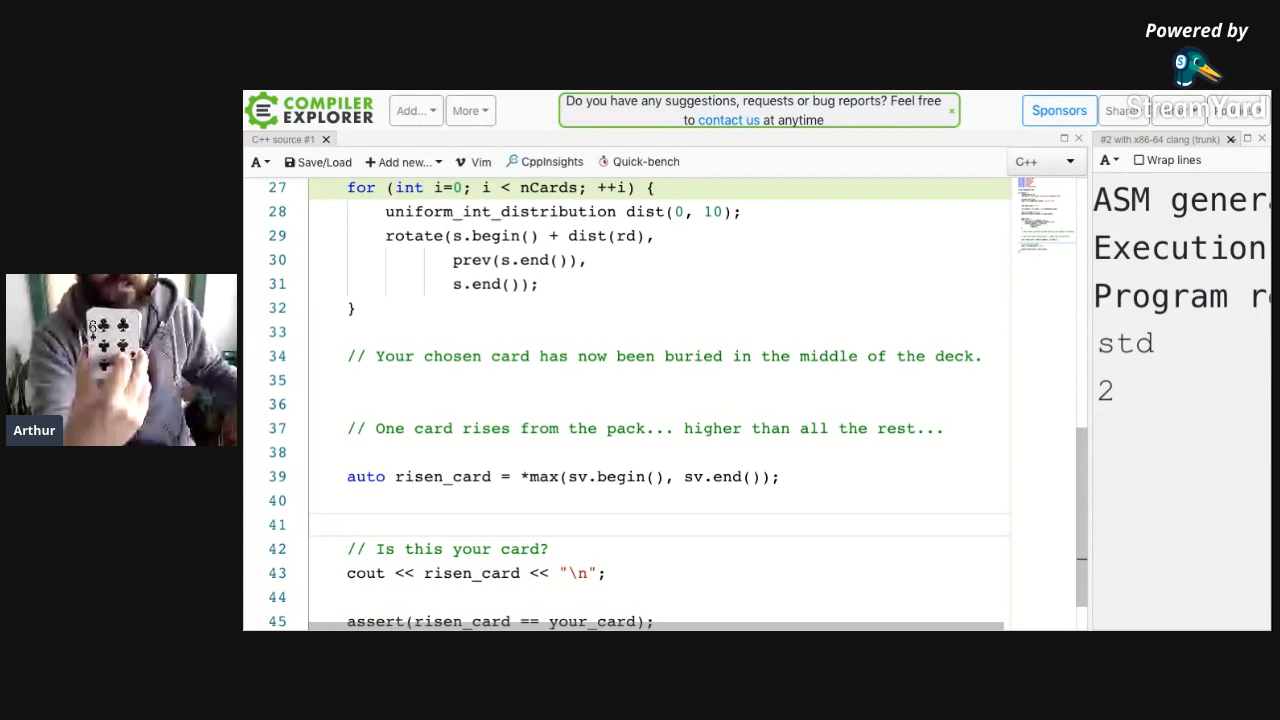 Powered by
StreamYard
COMPILER
EXPLORER
Add...
More
Do you have any suggestions, requests or bug reports? Feel free
to contact us at anytime
×
Sponsors
Share
C++ source #1 X
#2 with x86-64 clang (trunk) X
A
Save/Load
+ Add new...
Vim
CppInsights
Quick-bench
C++
A
Wrap lines
27 for (int i=0; i < nCards; ++i) {
28 uniform_int_distribution dist(0, 10);
29 rotate(s.begin() + dist(rd),
30 prev(s.end()),
31 s.end());
32 }
33
34 // Your chosen card has now been buried in the middle of the deck.
35
36
37 // One card rises from the pack... higher than all the rest...
38
39 auto risen_card = *max(sv.begin(), sv.end());
40
41
42 // Is this your card?
43 cout << risen_card << "\n";
44
45 assert(risen_card == your_card);
ASM genera
Execution
Program re
std
2
6
Arthur